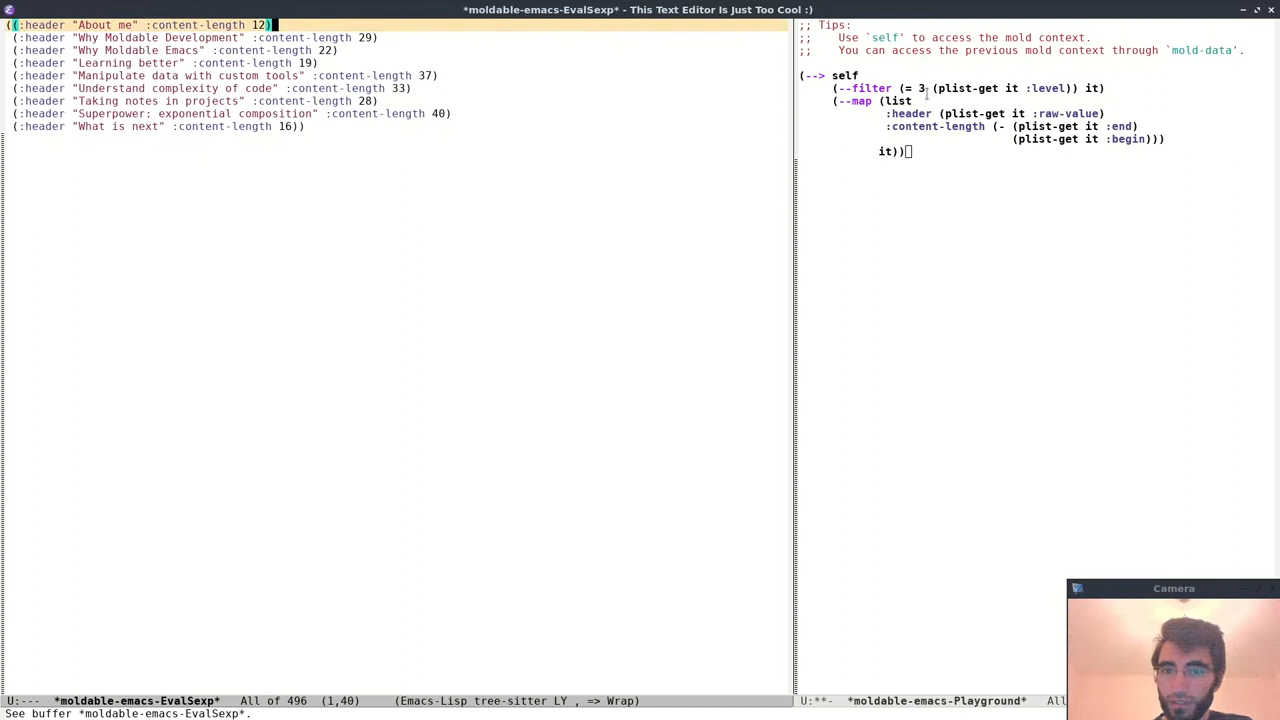 *moldable-emacs-EvalSexp* - This Text Editor Is Just Too Cool :)
((:header "About me" :content-length 12)
(:header "Why Moldable Development" :content-length 29)
(:header "Why Moldable Emacs" :content-length 22)
(:header "Learning better" :content-length 19)
(:header "Manipulate data with custom tools" :content-length 37)
(:header "Understand complexity of code" :content-length 33)
(:header "Taking notes in projects" :content-length 28)
(:header "Superpower: exponential composition" :content-length 40)
(:header "What is next" :content-length 16))
;; Tips:
;;    Use `self' to access the mold context.
;;    You can access the previous mold context through `mold-data'.
(--> self
(--filter (= 3 (plist-get it :level)) it)
(--map (list
:header (plist-get it :raw-value)
:content-length (- (plist-get it :end)
(plist-get it :begin)))
it))
Camera
U:--- *moldable-emacs-EvalSexp* All of 496 (1,40) (Emacs-Lisp tree-sitter LY , => Wrap)
U:**- *moldable-emacs-Playground* All
See buffer *moldable-emacs-EvalSexp*.